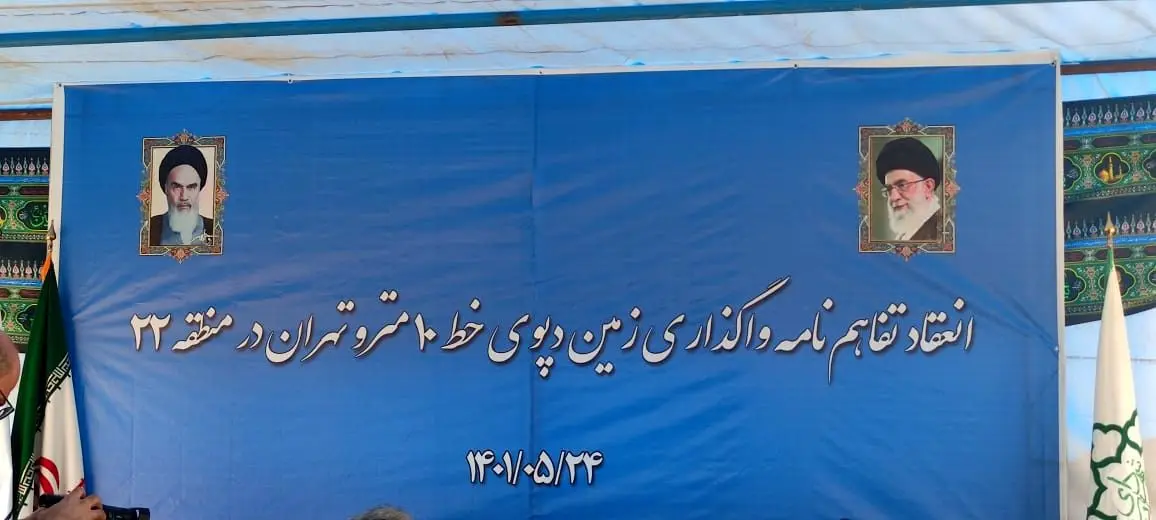 انعقاد تفاهم نامه واگذاری زمین دپوی خط ۱۰ مترو تهران در منطقه ۲۲
۱۴۰۱/۰۵/۲۴